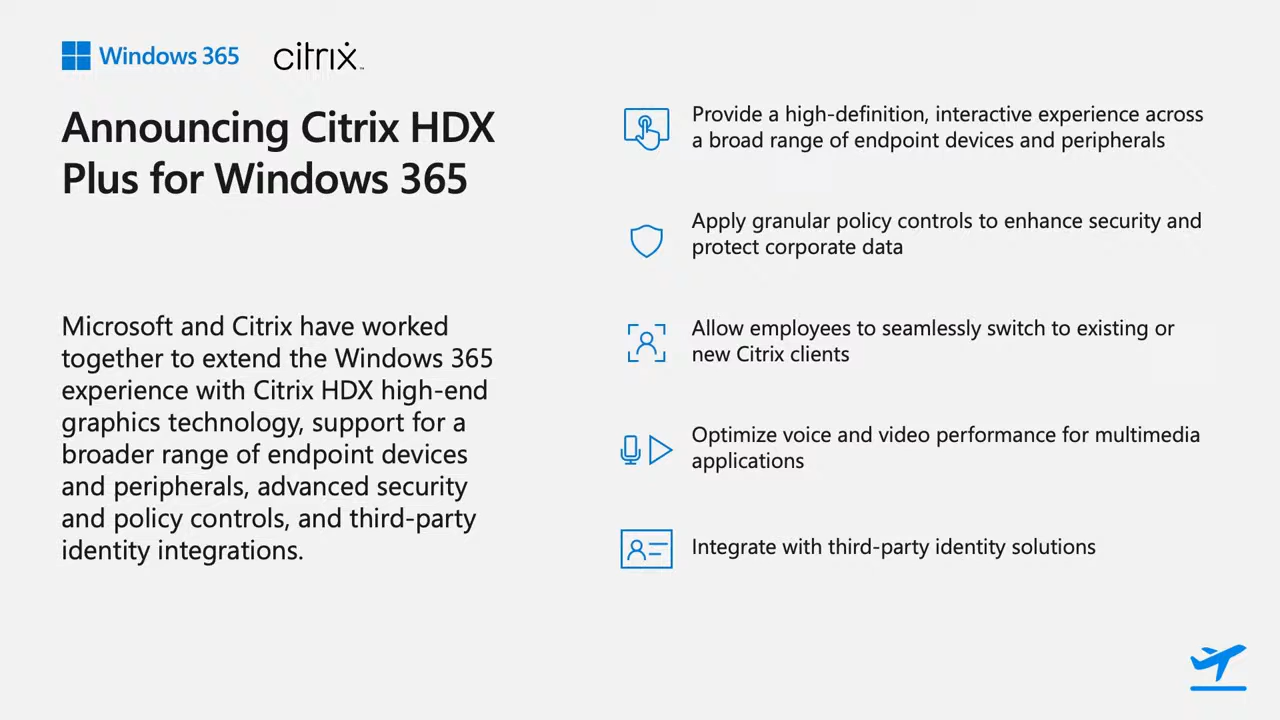 Windows 365
citrix™
Announcing Citrix HDX
Plus for Windows 365
Microsoft and Citrix have worked
together to extend the Windows 365
experience with Citrix HDX high-end
graphics technology, support for a
broader range of endpoint devices
and peripherals, advanced security
and policy controls, and third-party
identity integrations.
Provide a high-definition, interactive experience across
a broad range of endpoint devices and peripherals
Apply granular policy controls to enhance security and
protect corporate data
Allow employees to seamlessly switch to existing or
new Citrix clients
Optimize voice and video performance for multimedia
applications
Integrate with third-party identity solutions